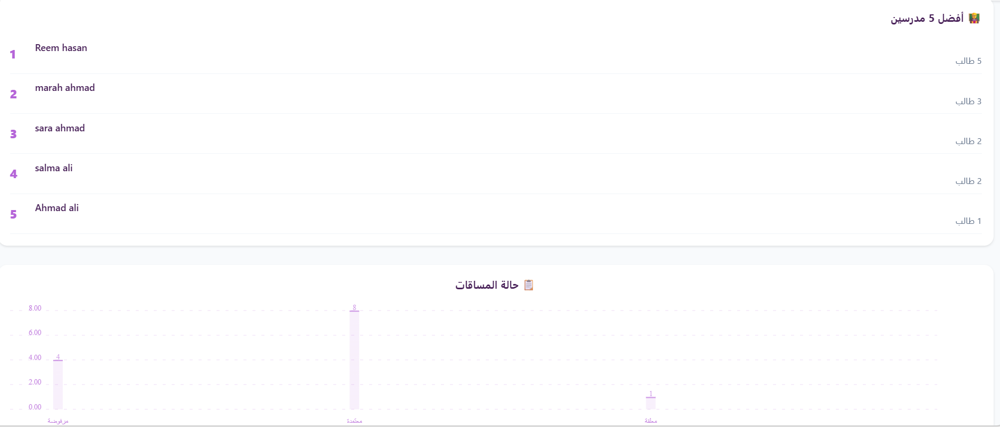 أفضل 5 مدرسين
1
Reem hasan
5 طالب
2
marah ahmad
3 طالب
3
sara ahmad
2 طالب
4
salma ali
2 طالب
5
Ahmad ali
1 طالب
حالة المساقات
8.00
6.00
4.00
2.00
0.00
4
8
1
مرفوضة
معتمدة
معلقة